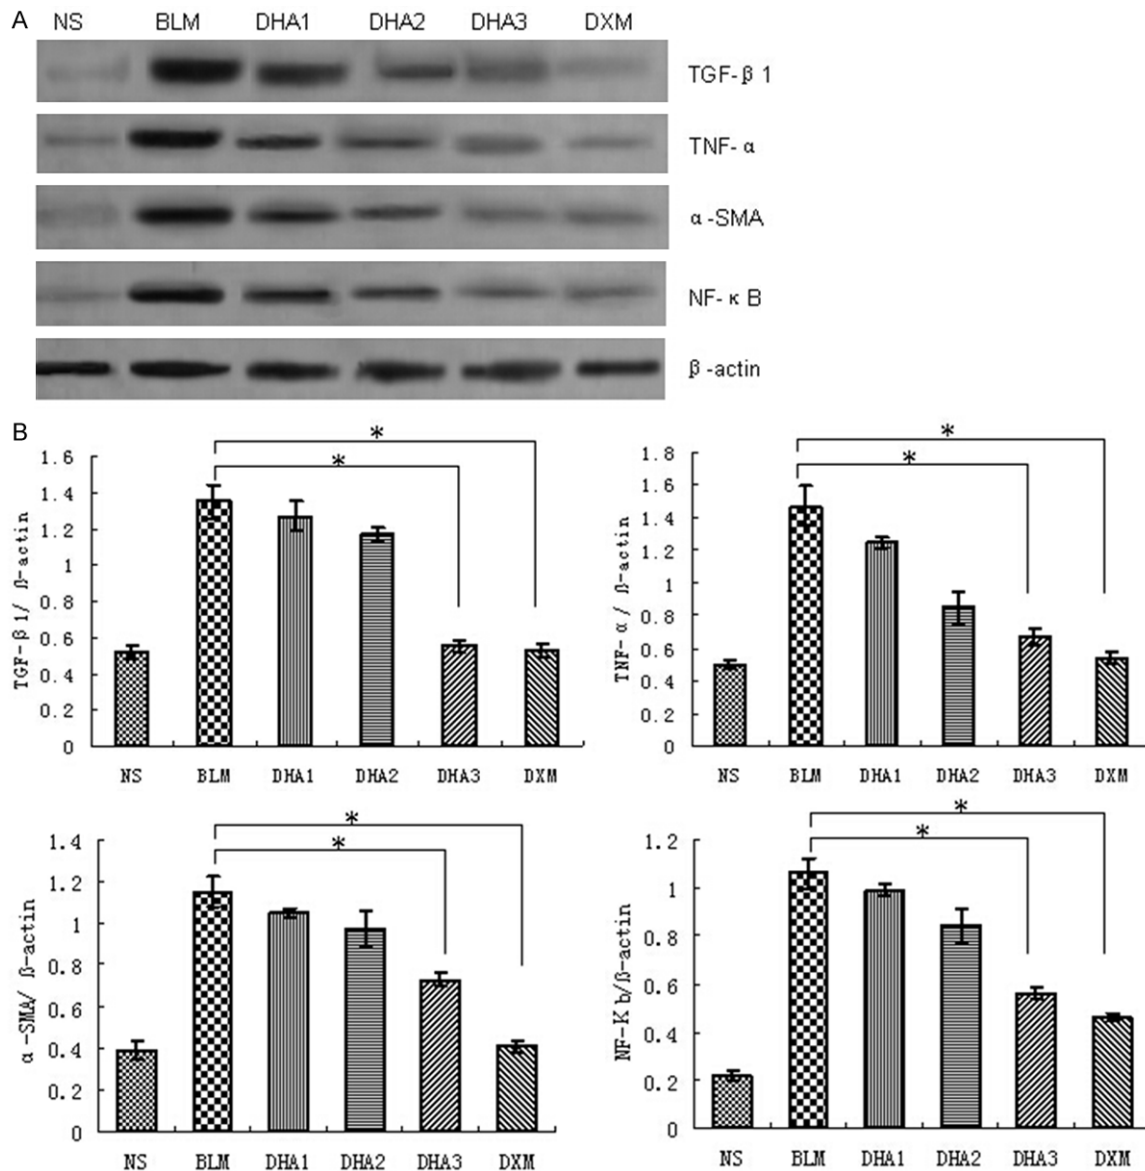 A
NS BLM DHA1 DHA2 DHA3 DXM
TGF-β1
TNF-α
α-SMA
NF-κB
β-actin
B
*
*
TGF-β1/ β-actin
1.6
1.4
1.2
1
0.8
0.6
0.4
0.2
0
NS BLM DHA1 DHA2 DHA3 DXM
*
*
TNF-α/ β-actin
1.8
1.6
1.4
1.2
1
0.8
0.6
0.4
0.2
0
NS BLM DHA1 DHA2 DHA3 DXM
*
*
α-SMA/ β-actin
1.4
1.2
1
0.8
0.6
0.4
0.2
0
NS BLM DHA1 DHA2 DHA3 DXM
*
*
NF-Kb/β-actin
1.2
1
0.8
0.6
0.4
0.2
0
NS BLM DHA1 DHA2 DHA3 DXM